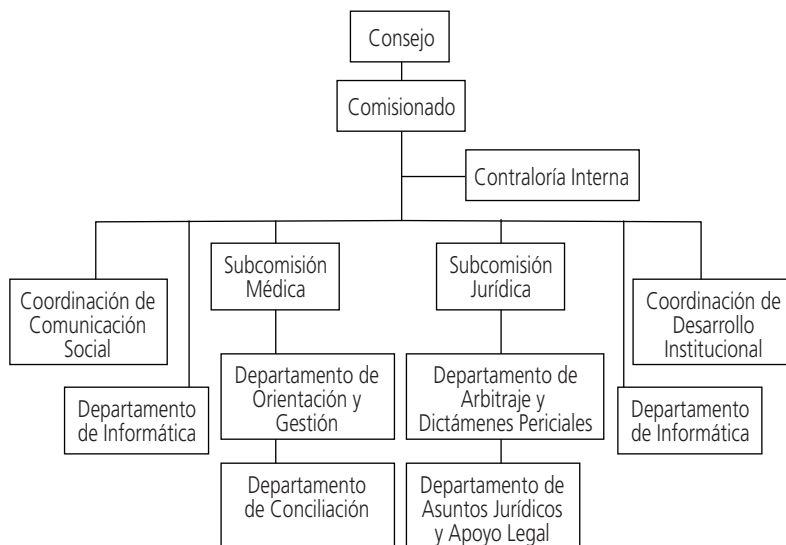 Consejo
Comisionado
Contraloría Interna
Subcomisión
Médica
Subcomisión
Jurídica
Coordinación de
Comunicación
Social
Coordinación de
Desarrollo
Institucional
Departamento de
Orientación y
Gestión
Departamento de
Arbitraje y
Dictámenes Periciales
Departamento
de Informática
Departamento
de Informática
Departamento
de Conciliación
Departamento de
Asuntos Jurídicos
y Apoyo Legal